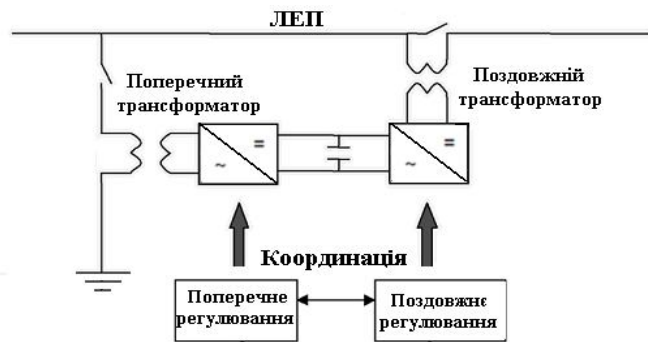 ЛЕП
Поперечний
трансформатор
Поздовжній
трансформатор
=
~
=
~
Координація
Поперечне
регулювання
Поздовжнє
регулювання